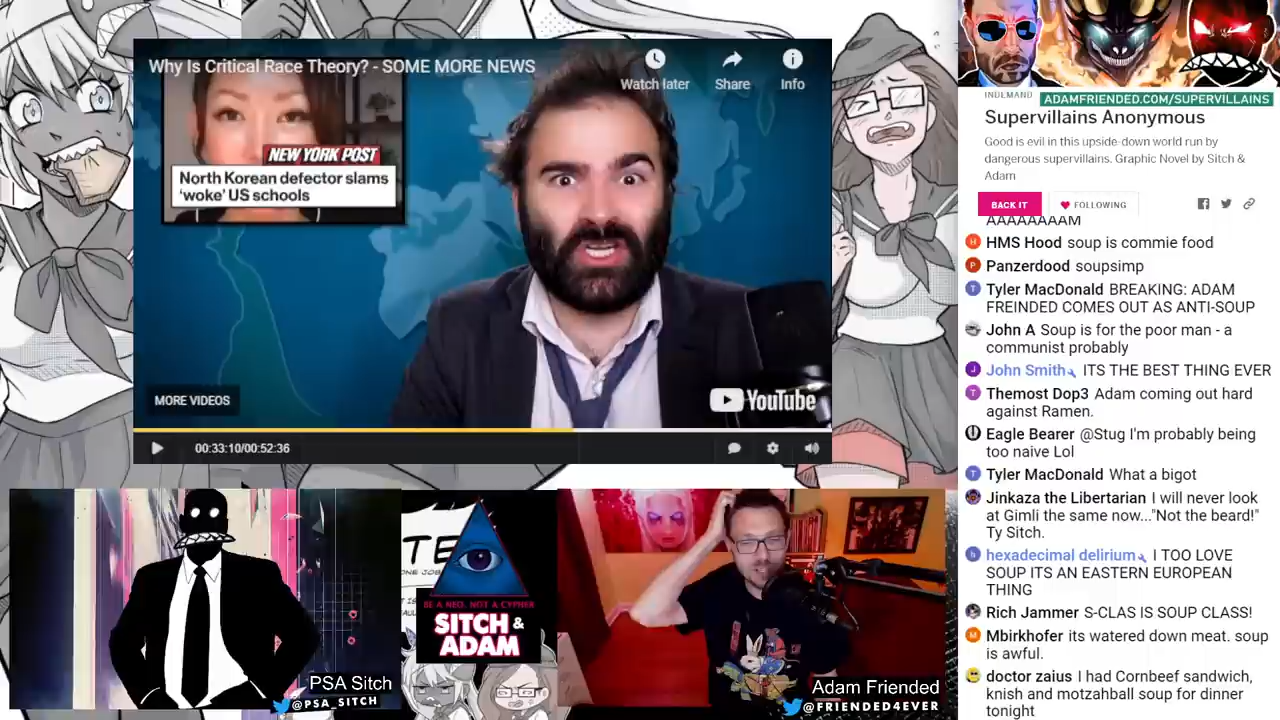 Why Is Critical Race Theory? - SOME MORE NEWS
Watch later
Share
Info
NEW YORK POST
North Korean defector slams
'woke' US schools
MORE VIDEOS
YouTube
00:33:10/00:52:36
BE A NEO, NOT A CYPHER
SITCH &
ADAM
PSA Sitch
@PSA_SITCH
Adam Friended
@FRIENDED4EVER
INDEMAND
ADAMFRIENDED.COM/SUPERVILLAINS
Supervillains Anonymous
Good is evil in this upside-down world run by
dangerous supervillains. Graphic Novel by Sitch &
Adam
BACK IT
FOLLOWING
AAAAAAAAM
HMS Hood soup is commie food
Panzerdood soupsimp
Tyler MacDonald BREAKING: ADAM
FREINDED COMES OUT AS ANTI-SOUP
John A Soup is for the poor man - a
communist probably
John Smith ITS THE BEST THING EVER
Themost Dop3 Adam coming out hard
against Ramen.
Eagle Bearer @Stug I'm probably being
too naive Lol
Tyler MacDonald What a bigot
Jinkaza the Libertarian I will never look
at Gimli the same now..."Not the beard!"
Ty Sitch.
hexadecimal delirium I TOO LOVE
SOUP ITS AN EASTERN EUROPEAN
THING
Rich Jammer S-CLAS IS SOUP CLASS!
Mbirkhofer its watered down meat. soup
is awful.
doctor zaius I had Cornbeef sandwich,
knish and motzahball soup for dinner
tonight